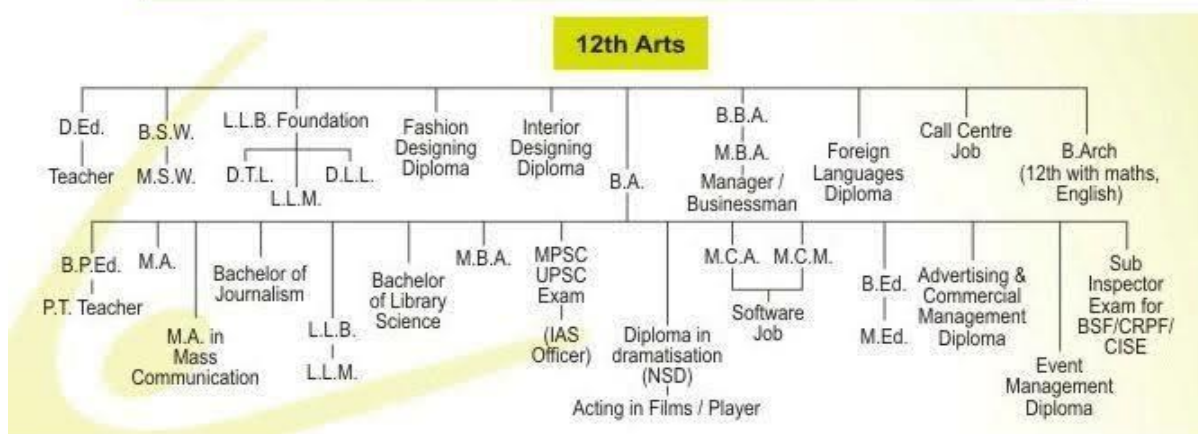 12th Arts
D.Ed.
Teacher
B.S.W.
M.S.W.
L.L.B. Foundation
D.T.L.
D.L.L.
L.L.M.
Fashion
Designing
Diploma
Interior
Designing
Diploma
B.A.
B.B.A.
M.B.A.
Manager /
Businessman
Foreign
Languages
Diploma
Call Centre
Job
B.Arch
(12th with maths,
English)
B.P.Ed.
P.T. Teacher
M.A.
M.A. in
Mass
Communication
Bachelor of
Journalism
L.L.B.
L.L.M.
Bachelor
of Library
Science
M.B.A.
MPSC
UPSC
Exam
(IAS
Officer)
Diploma in
dramatisation
(NSD)
Acting in Films / Player
M.C.A.
M.C.M.
Software
Job
B.Ed.
M.Ed.
Advertising &
Commercial
Management
Diploma
Event
Management
Diploma
Sub
Inspector
Exam for
BSF/CRPF/
CISE